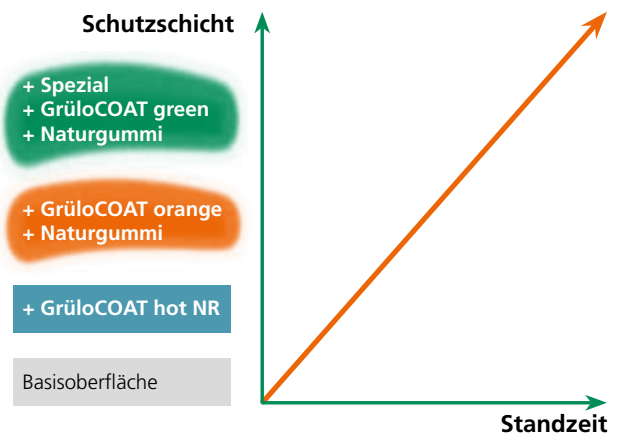 Schutzschicht
+ Spezial
+ GrüloCOAT green
+ Naturgummi
+ GrüloCOAT orange
+ Naturgummi
+ GrüloCOAT hot NR
Basisoberfläche
Standzeit